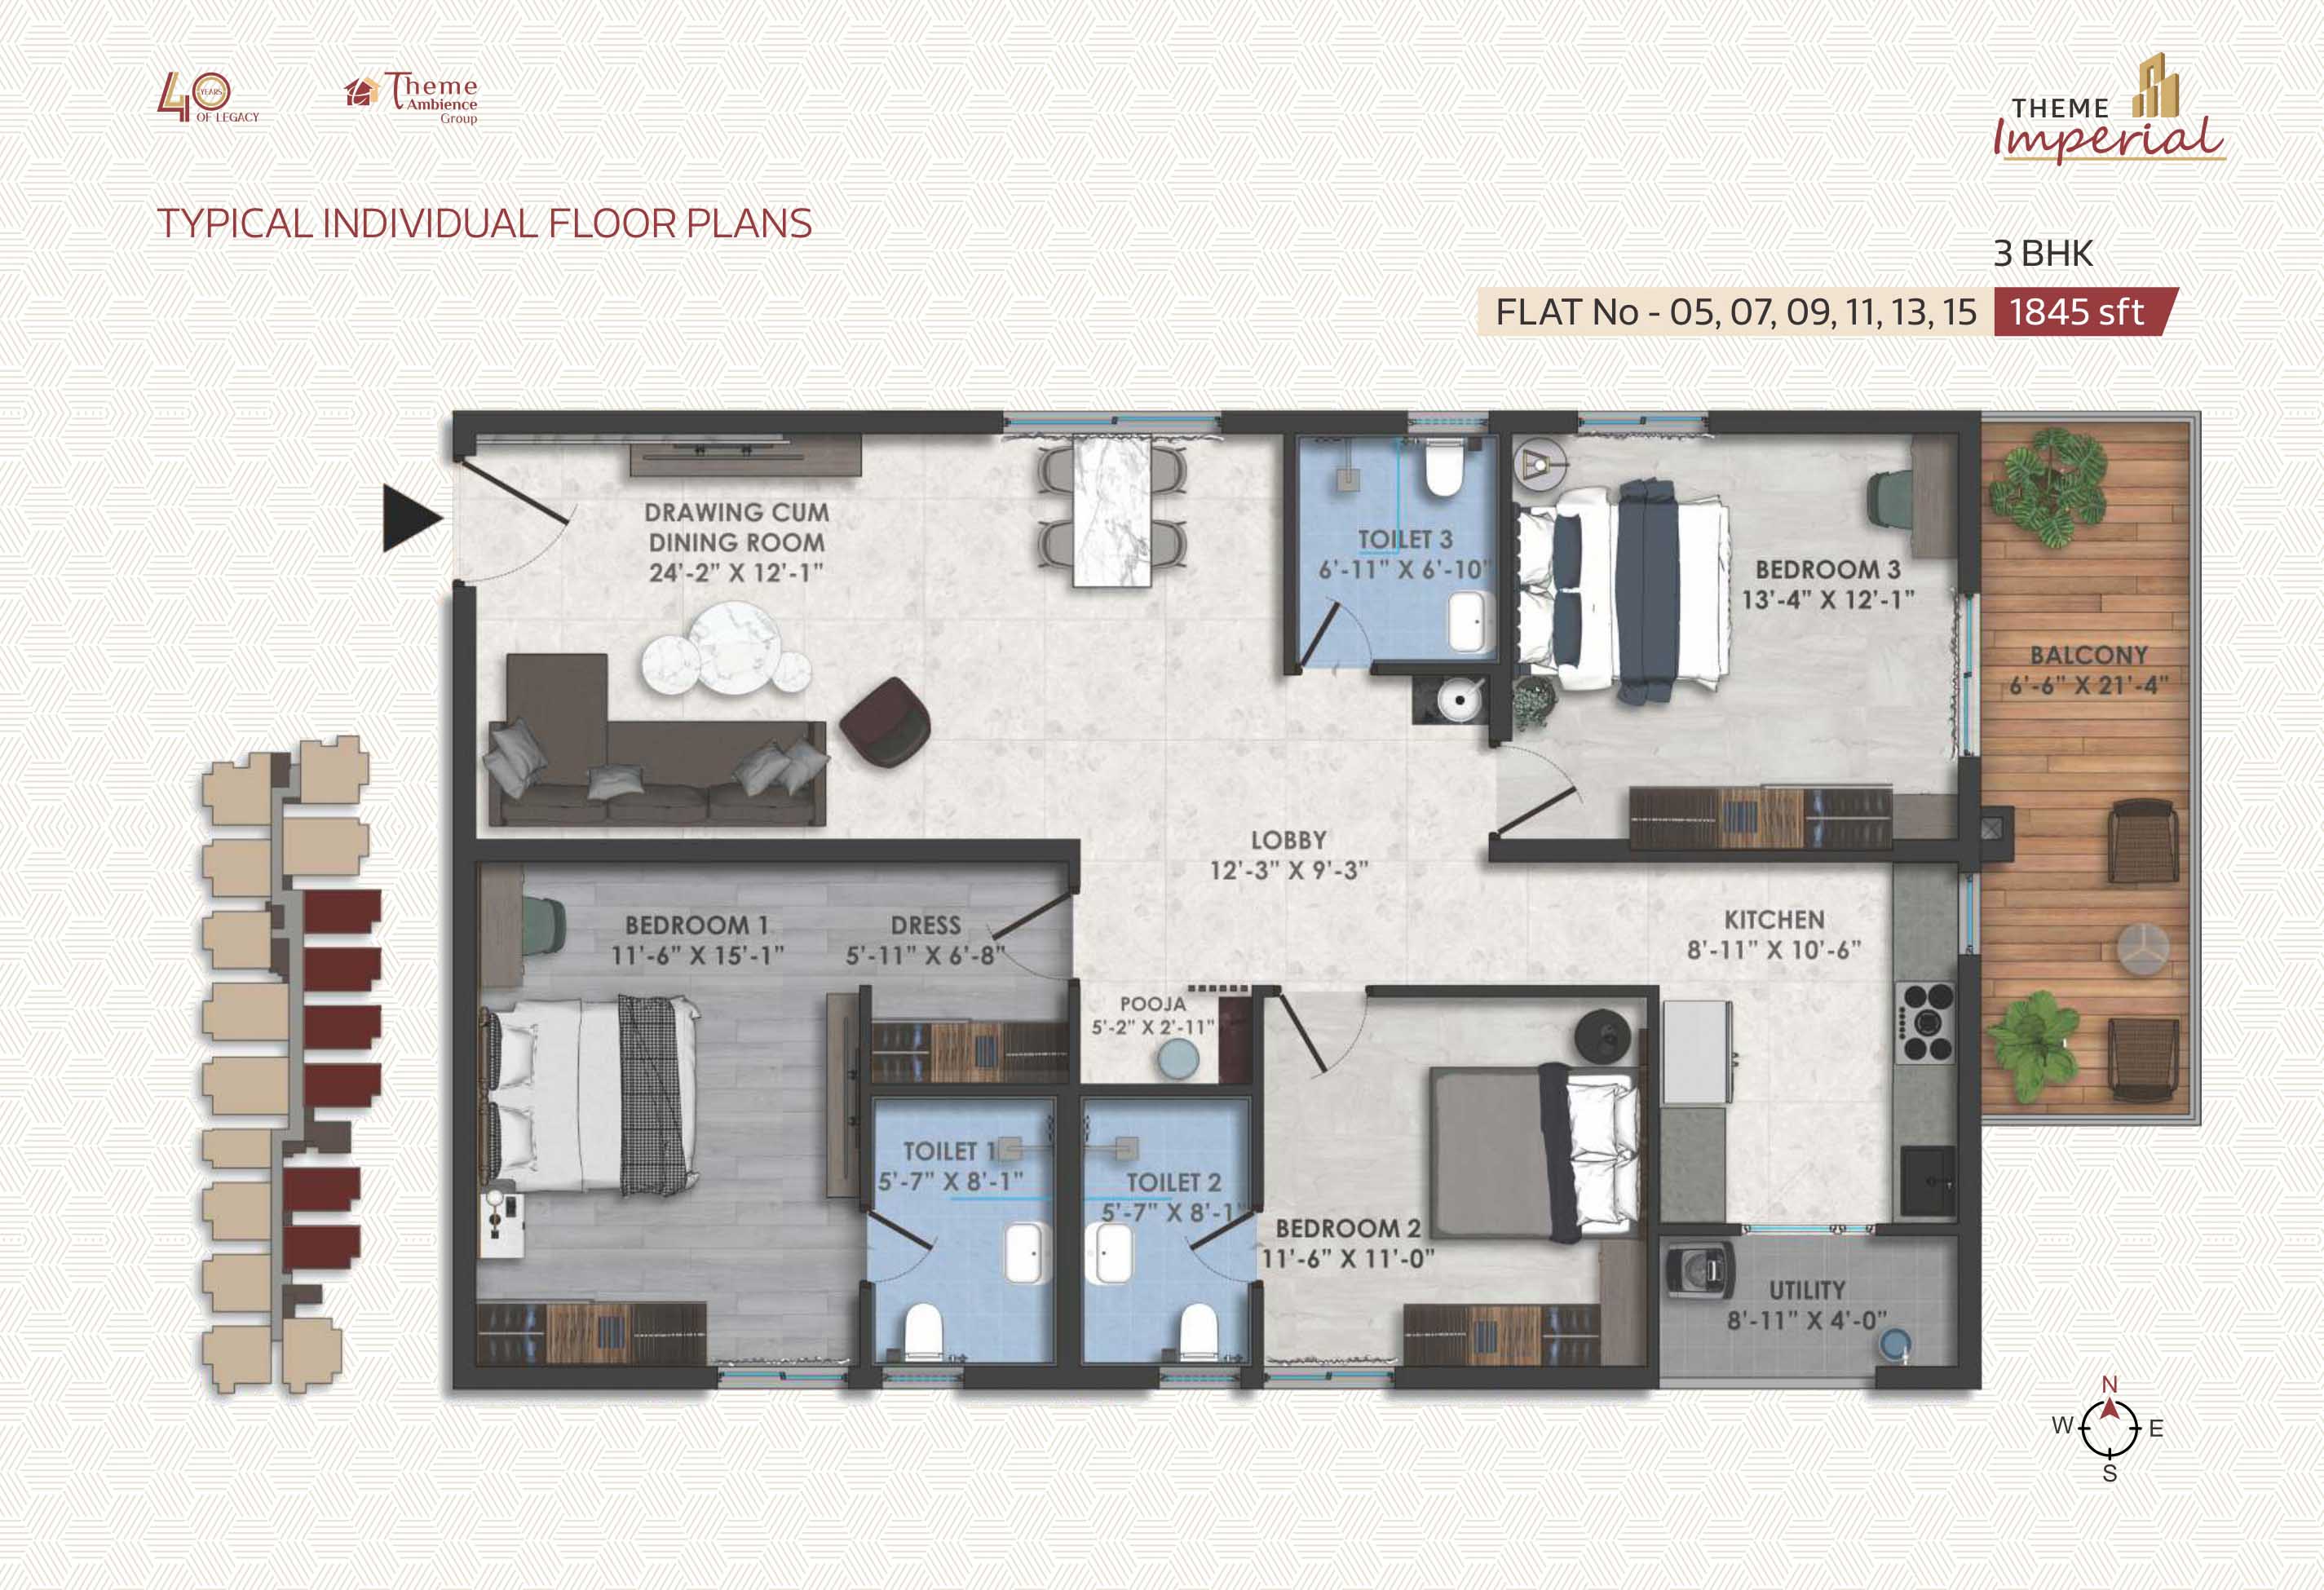 40 YEARS
OF LEGACY
Theme
Ambience
Group
THEME
Imperial
TYPICAL INDIVIDUAL FLOOR PLANS
3 BHK
FLAT No - 05, 07, 09, 11, 13, 15
1845 sft
DRAWING CUM
DINING ROOM
24'-2" X 12'-1"
TOILET 3
6'-11" X 6'-10"
BEDROOM 3
13'-4" X 12'-1"
BALCONY
6'-6" X 21'-4"
LOBBY
12'-3" X 9'-3"
BEDROOM 1
11'-6" X 15'-1"
DRESS
5'-11" X 6'-8"
KITCHEN
8'-11" X 10'-6"
POOJA
5'-2" X 2'-11"
TOILET 1
5'-7" X 8'-1"
TOILET 2
5'-7" X 8'-1"
BEDROOM 2
11'-6" X 11'-0"
UTILITY
8'-11" X 4'-0"
N
W E
S